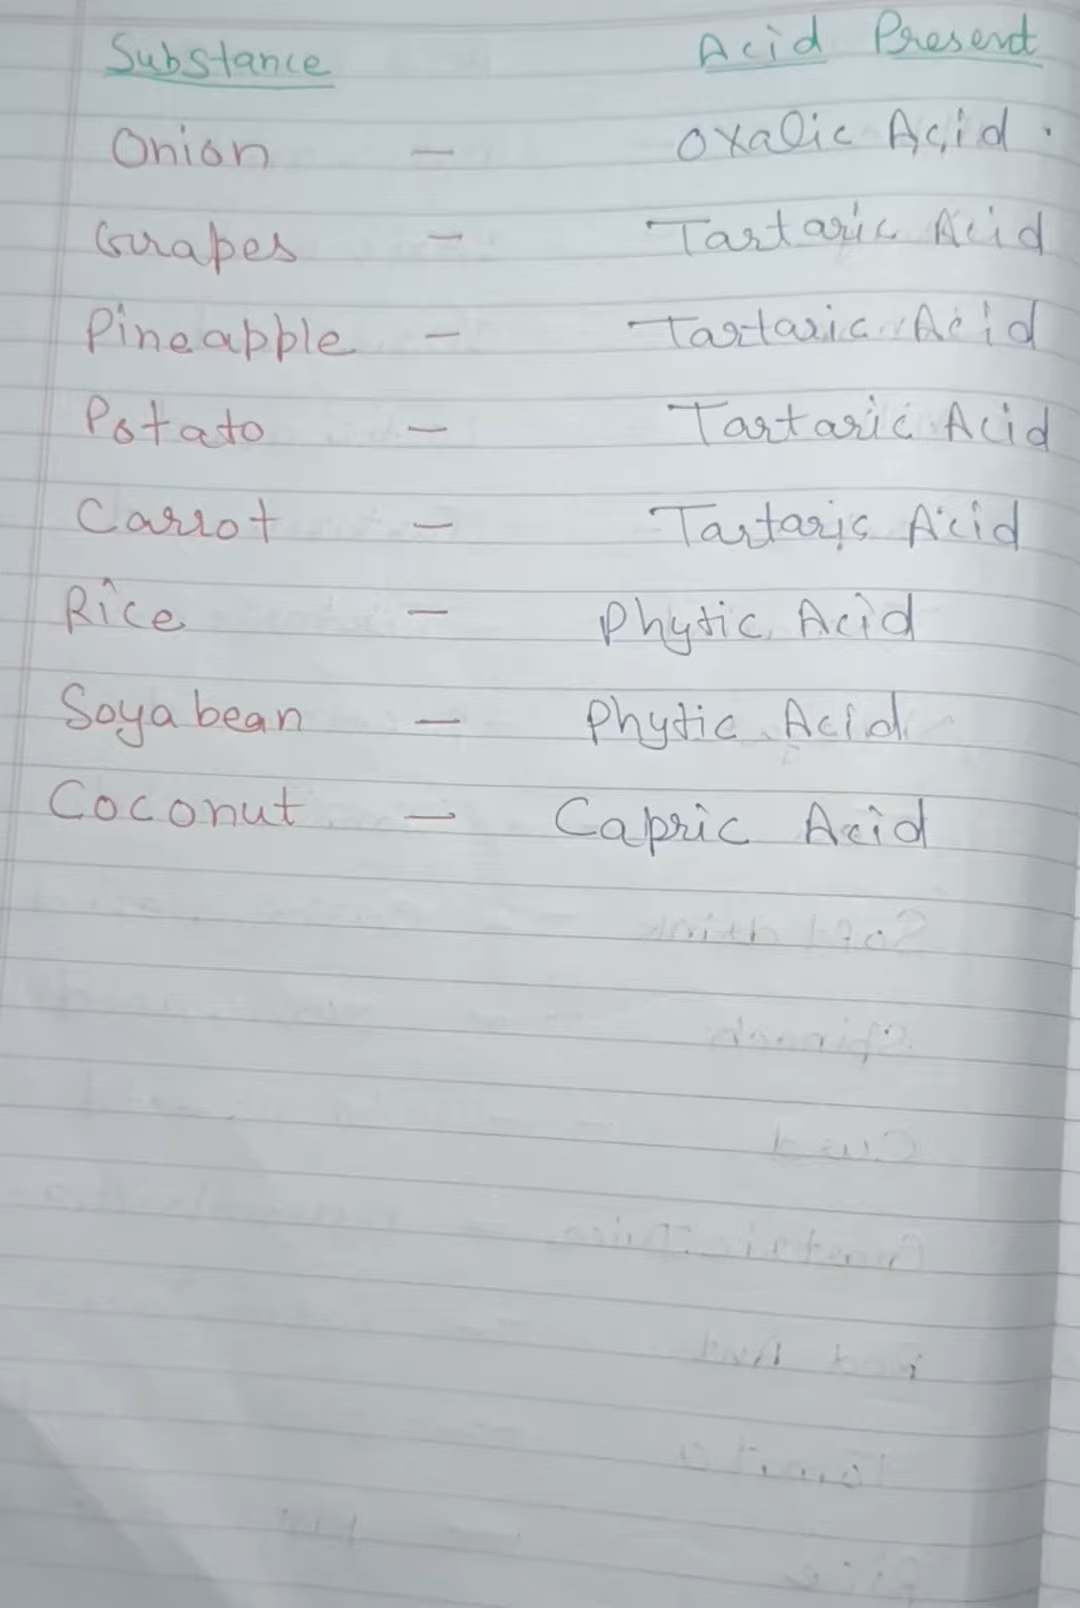 Substance Acid Present
Onion - Oxalic Acid.
Grapes - Tartaric Acid
Pineapple - Tartaric Acid
Potato - Tartaric Acid
Carrot - Tartaric Acid
Rice - Phytic Acid
Soyabean - Phytic Acid
Coconut - Capric Acid